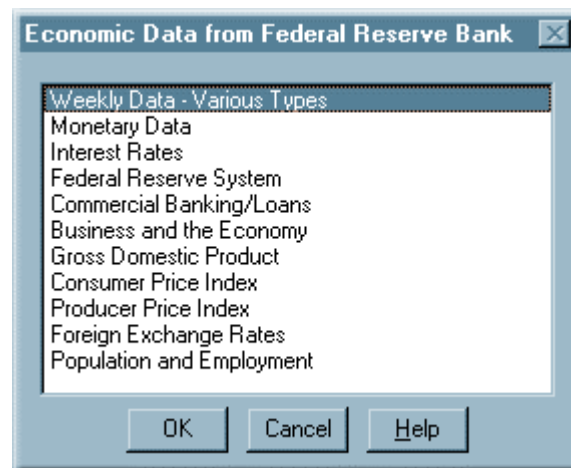 Economic Data from Federal Reserve Bank
Weekly Data - Various Types
Monetary Data
Interest Rates
Federal Reserve System
Commercial Banking/Loans
Business and the Economy
Gross Domestic Product
Consumer Price Index
Producer Price Index
Foreign Exchange Rates
Population and Employment
OK Cancel Help